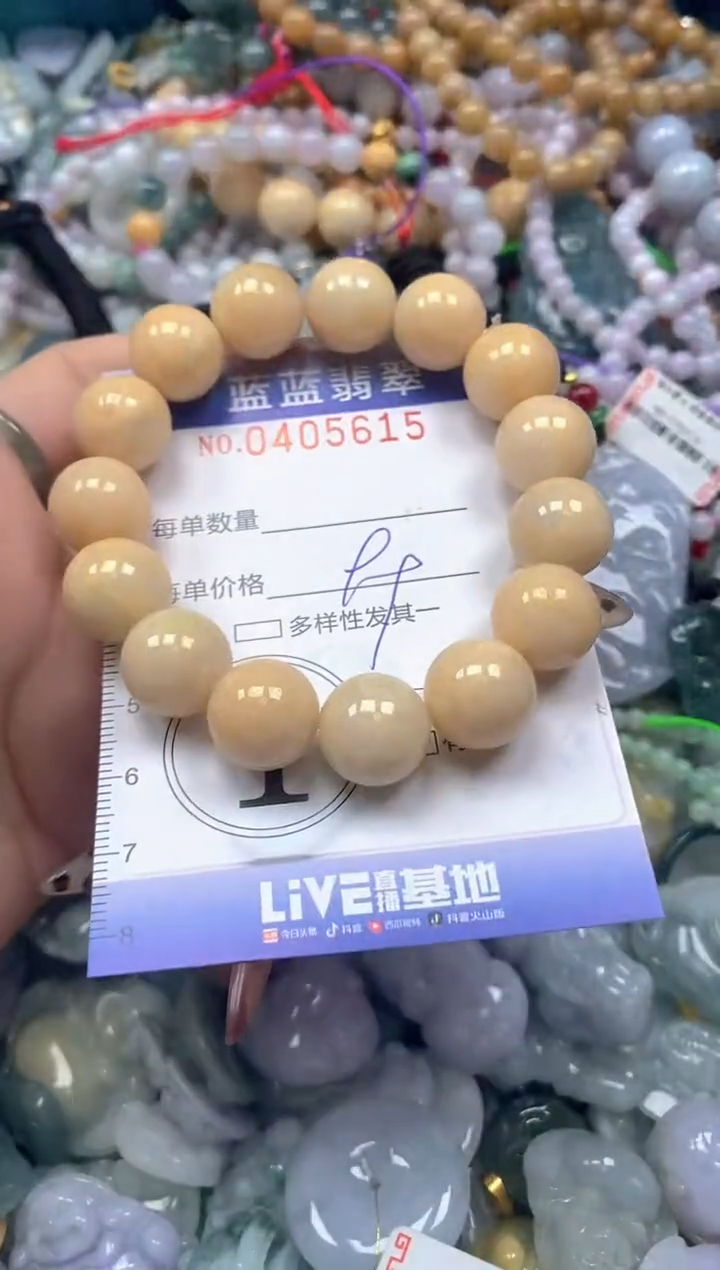 蓝蓝翡翠
NO.0405615
每单数量
每单价格
多样性发其一
5
6
7
8
LiVE直播基地
今日头条 抖音 西瓜视频 抖音火山版